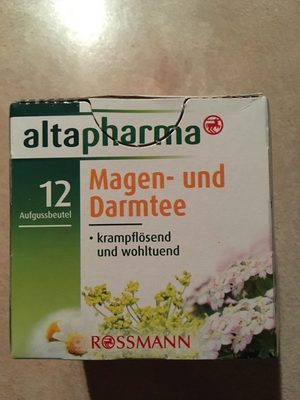 altapharma
12
Aufgussbeutel
Magen- und
Darmtee
• krampflösend
und wohltuend
ROSSMANN